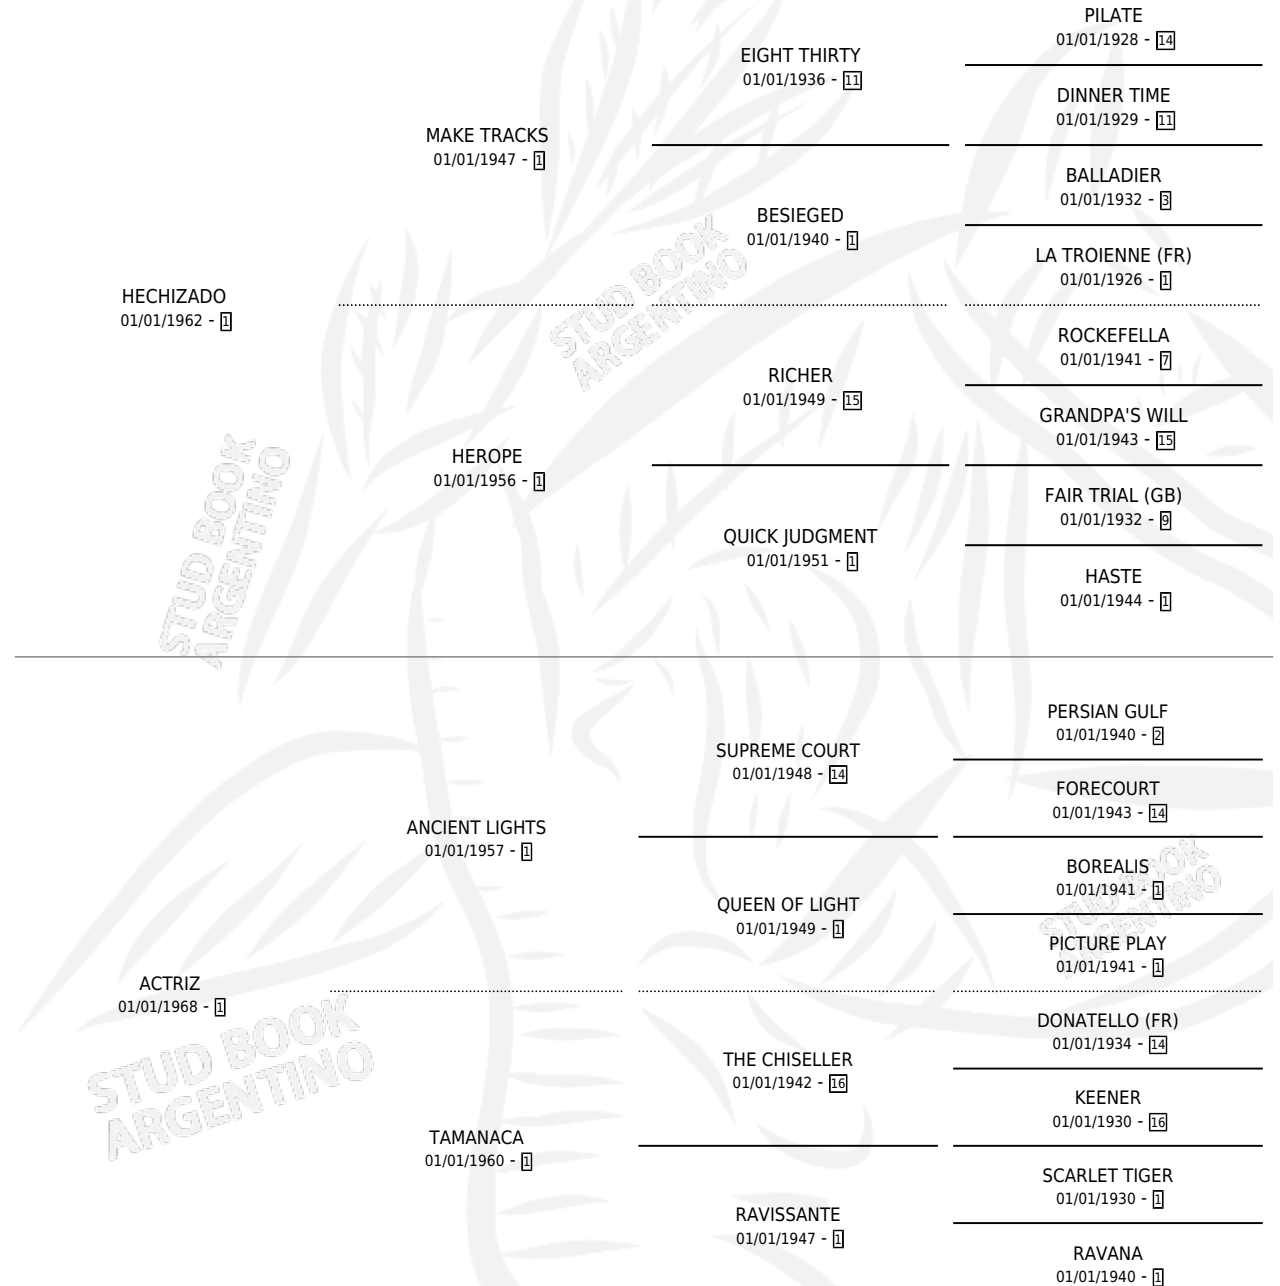 PILATE
01/01/1928 - 14
EIGHT THIRTY
01/01/1936 - 11
DINNER TIME
01/01/1929 - 11
MAKE TRACKS
01/01/1947 - 1
BALLADIER
01/01/1932 - 3
BESIEGED
01/01/1940 - 1
LA TROIENNE (FR)
01/01/1926 - 1
HECHIZADO
01/01/1962 - 1
STUD BOOK
ARGENTINO
ROCKEFELLA
01/01/1941 - 7
RICHER
01/01/1949 - 15
GRANDPA'S WILL
01/01/1943 - 15
HEROPE
01/01/1956 - 1
FAIR TRIAL (GB)
01/01/1932 - 9
QUICK JUDGMENT
01/01/1951 - 1
HASTE
01/01/1944 - 1
STUD BOOK
ARGENTINO
PERSIAN GULF
01/01/1940 - 2
SUPREME COURT
01/01/1948 - 14
FORECOURT
01/01/1943 - 14
ANCIENT LIGHTS
01/01/1957 - 1
BOREALIS
01/01/1941 - 1
QUEEN OF LIGHT
01/01/1949 - 1
PICTURE PLAY
01/01/1941 - 1
STUD BOOK
ARGENTINO
ACTRIZ
01/01/1968 - 1
DONATELLO (FR)
01/01/1934 - 14
THE CHISELLER
01/01/1942 - 16
KEENER
01/01/1930 - 16
STUD BOOK
ARGENTINO
TAMANACA
01/01/1960 - 1
SCARLET TIGER
01/01/1930 - 1
RAVISSANTE
01/01/1947 - 1
RAVANA
01/01/1940 - 1